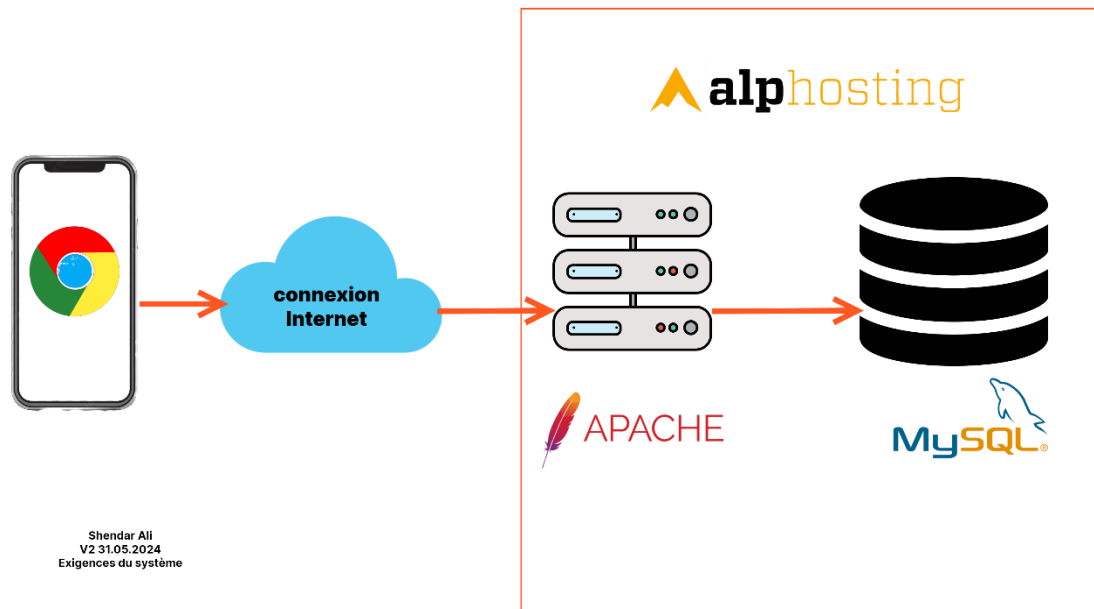 alphosting
connexion
Internet
APACHE
MySQL®
Shendar Ali
V2 31.05.2024
Exigences du système